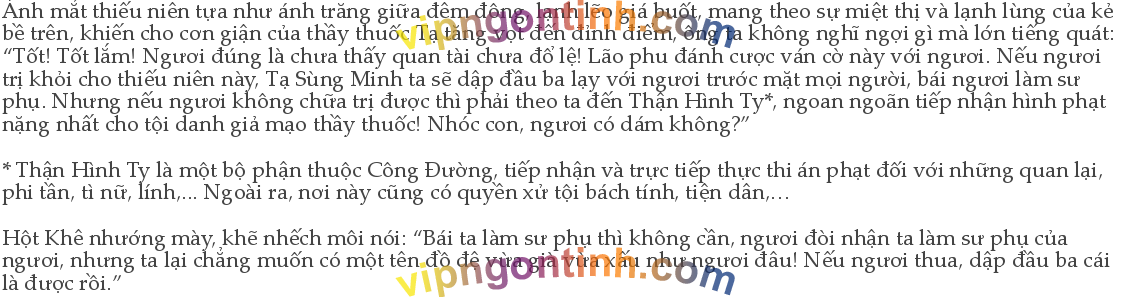 Ánh mắt thiếu niên tựa như ánh trăng giữa đêm đông, lạnh lẽo giá buốt, mang theo sự miệt thị và lạnh lùng của kẻ
bề trên, khiến cho cơn giận của thầy thuốc Tạ tăng vọt đến đỉnh điểm, ông ta không nghĩ ngợi gì mà lớn tiếng quát:
“Tốt! Tốt lắm! Ngươi đúng là chưa thấy quan tài chưa đổ lệ! Lão phu đánh cược ván cờ này với ngươi. Nếu ngươi
trị khỏi cho thiếu niên này, Tạ Sùng Minh ta sẽ dập đầu ba lạy với ngươi trước mặt mọi người, bái ngươi làm sư
phụ. Nhưng nếu ngươi không chữa trị được thì phải theo ta đến Thận Hình Ty*, ngoan ngoãn tiếp nhận hình phạt
nặng nhất cho tội danh giả mạo thầy thuốc! Nhóc con, ngươi có dám không?”
* Thận Hình Ty là một bộ phận thuộc Công Đường, tiếp nhận và trực tiếp thực thi án phạt đối với những quan lại,
phi tần, tì nữ, lính,... Ngoài ra, nơi này cũng có quyền xử tội bách tính, tiện dân,...
Hột Khê nhướng mày, khẽ nhếch môi nói: “Bái ta làm sư phụ thì không cần, ngươi đòi nhận ta làm sư phụ của
ngươi, nhưng ta lại chẳng muốn có một tên đồ đệ vừa già vừa xấu như ngươi đâu! Nếu ngươi thua, dập đầu ba cái
là được rồi.”
vipngontinh.com
vipngontinh.com